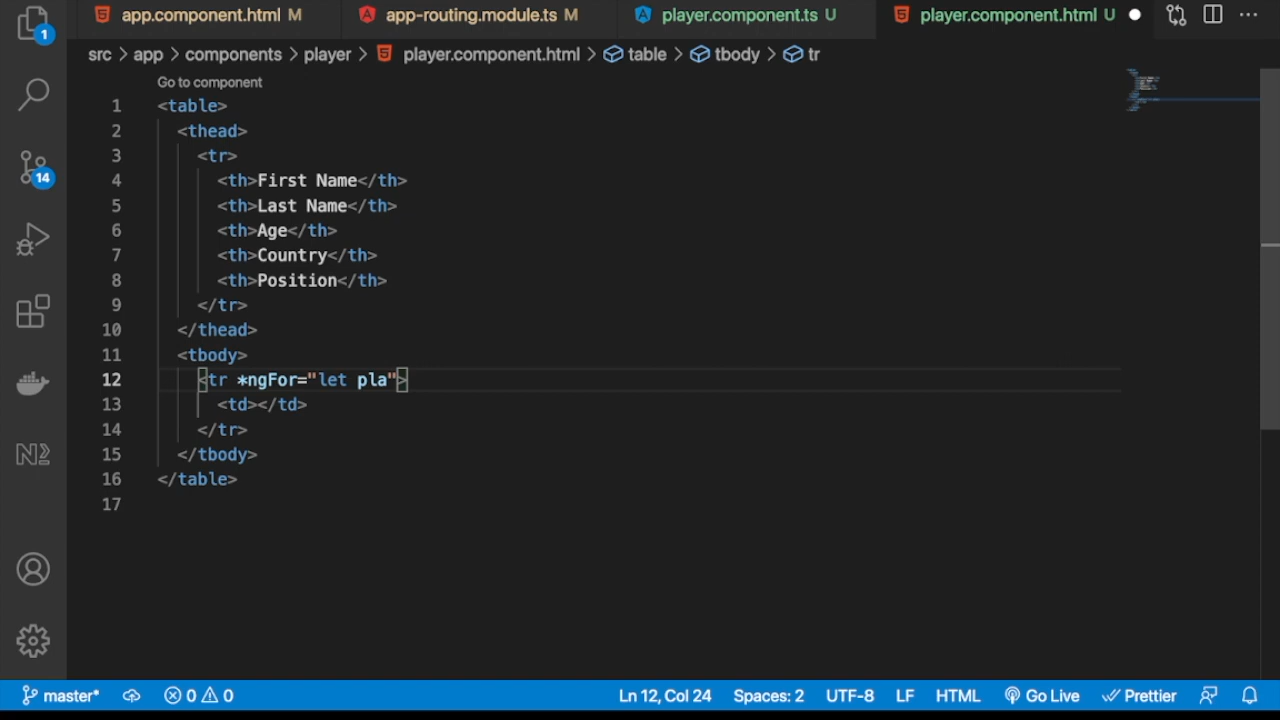 app.component.html M
app-routing.module.ts M
player.component.ts U
player.component.html U
1
src > app > components > player > player.component.html > table > tbody > tr
Go to component
1 <table>
2 <thead>
3 <tr>
4 <th>First Name</th>
5 <th>Last Name</th>
6 <th>Age</th>
7 <th>Country</th>
8 <th>Position</th>
9 </tr>
10 </thead>
11 <tbody>
12 <tr *ngFor="let pla">
13 <td></td>
14 </tr>
15 </tbody>
16 </table>
17
14
master* 0 0 Ln 12, Col 24 Spaces: 2 UTF-8 LF HTML Go Live Prettier